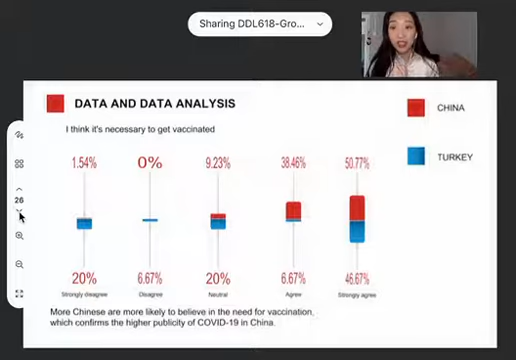 Sharing DDL618-Gro...
DATA AND DATA ANALYSIS
CHINA
I think it's necessary to get vaccinated
TURKEY
1.54% 0% 9.23% 38.46% 50.77%
26
20% 6.67% 20% 6.67% 46.67%
Strongly disagree Disagree Neutral Agree Strongly agree
More Chinese are more likely to believe in the need for vaccination,
which confirms the higher publicity of COVID-19 in China.